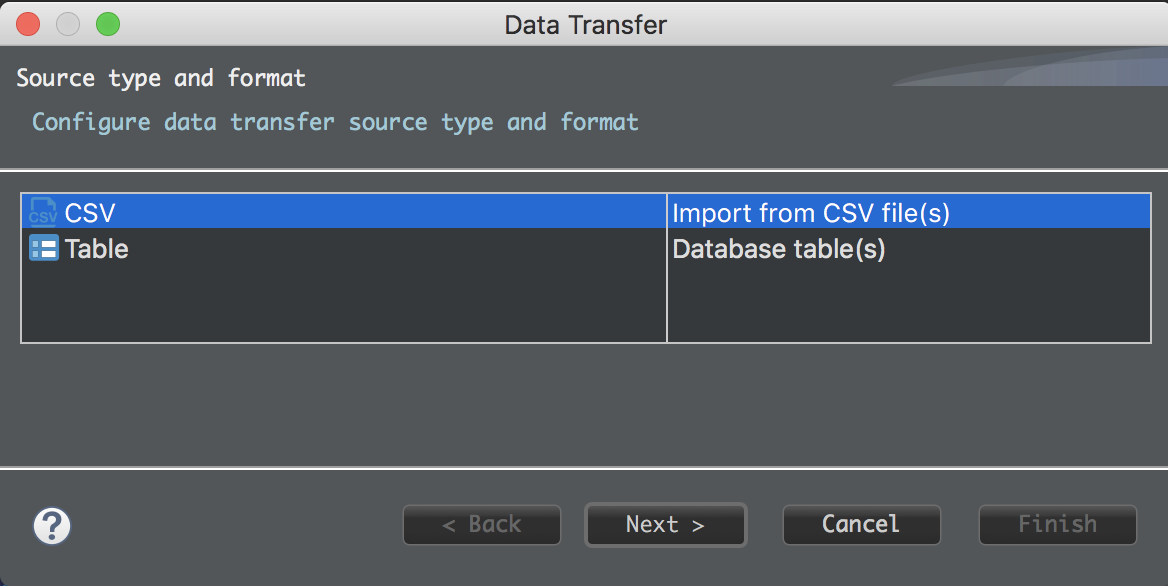 Data Transfer
Source type and format
Configure data transfer source type and format
CSV CSV Import from CSV file(s)
Table Database table(s)
? < Back Next > Cancel Finish